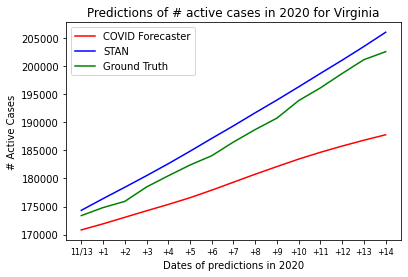 Predictions of # active cases in 2020 for Virginia
COVID Forecaster
STAN
Ground Truth
205000
200000
195000
190000
185000
180000
175000
170000
# Active Cases
11/13 +1 +2 +3 +4 +5 +6 +7 +8 +9 +10 +11 +12 +13 +14
Dates of predictions in 2020